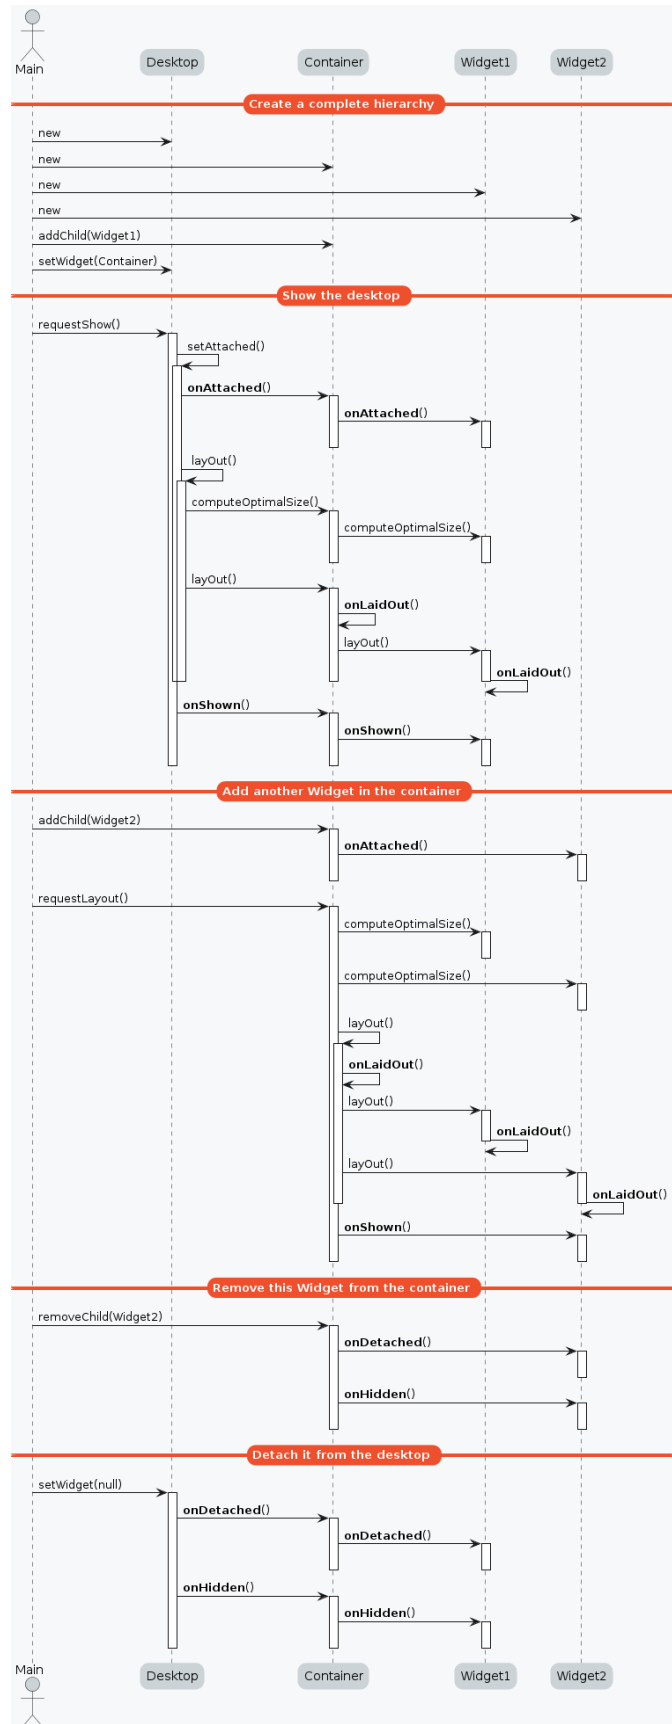 Main
Desktop
Container
Widget1
Widget2
Create a complete hierarchy
new
new
new
new
addChild(Widget1)
setWidget(Container)
Show the desktop
requestShow()
setAttached()
onAttached()
onAttached()
layOut()
computeOptimalSize()
computeOptimalSize()
layOut()
onLaidOut()
layOut()
onLaidOut()
onShown()
onShown()
Add another Widget in the container
addChild(Widget2)
onAttached()
requestLayout()
computeOptimalSize()
computeOptimalSize()
layOut()
onLaidOut()
layOut()
onLaidOut()
layOut()
onLaidOut()
onShown()
Remove this Widget from the container
removeChild(Widget2)
onDetached()
onHidden()
Detach it from the desktop
setWidget(null)
onDetached()
onDetached()
onHidden()
onHidden()
Main
Desktop
Container
Widget1
Widget2